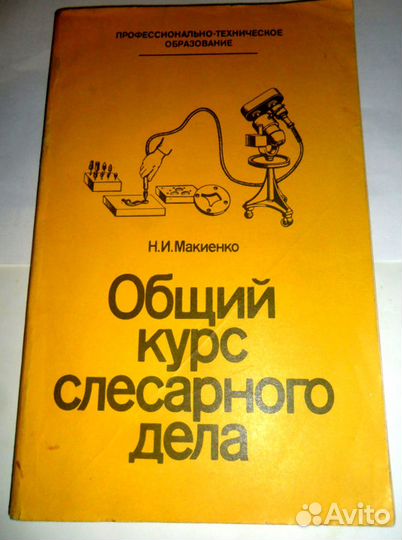 ПРОФЕССИОНАЛЬНО-ТЕХНИЧЕСКОЕ
ОБРАЗОВАНИЕ
Н.И.Макиенко
Общий
курс
слесарного
дела
Avito